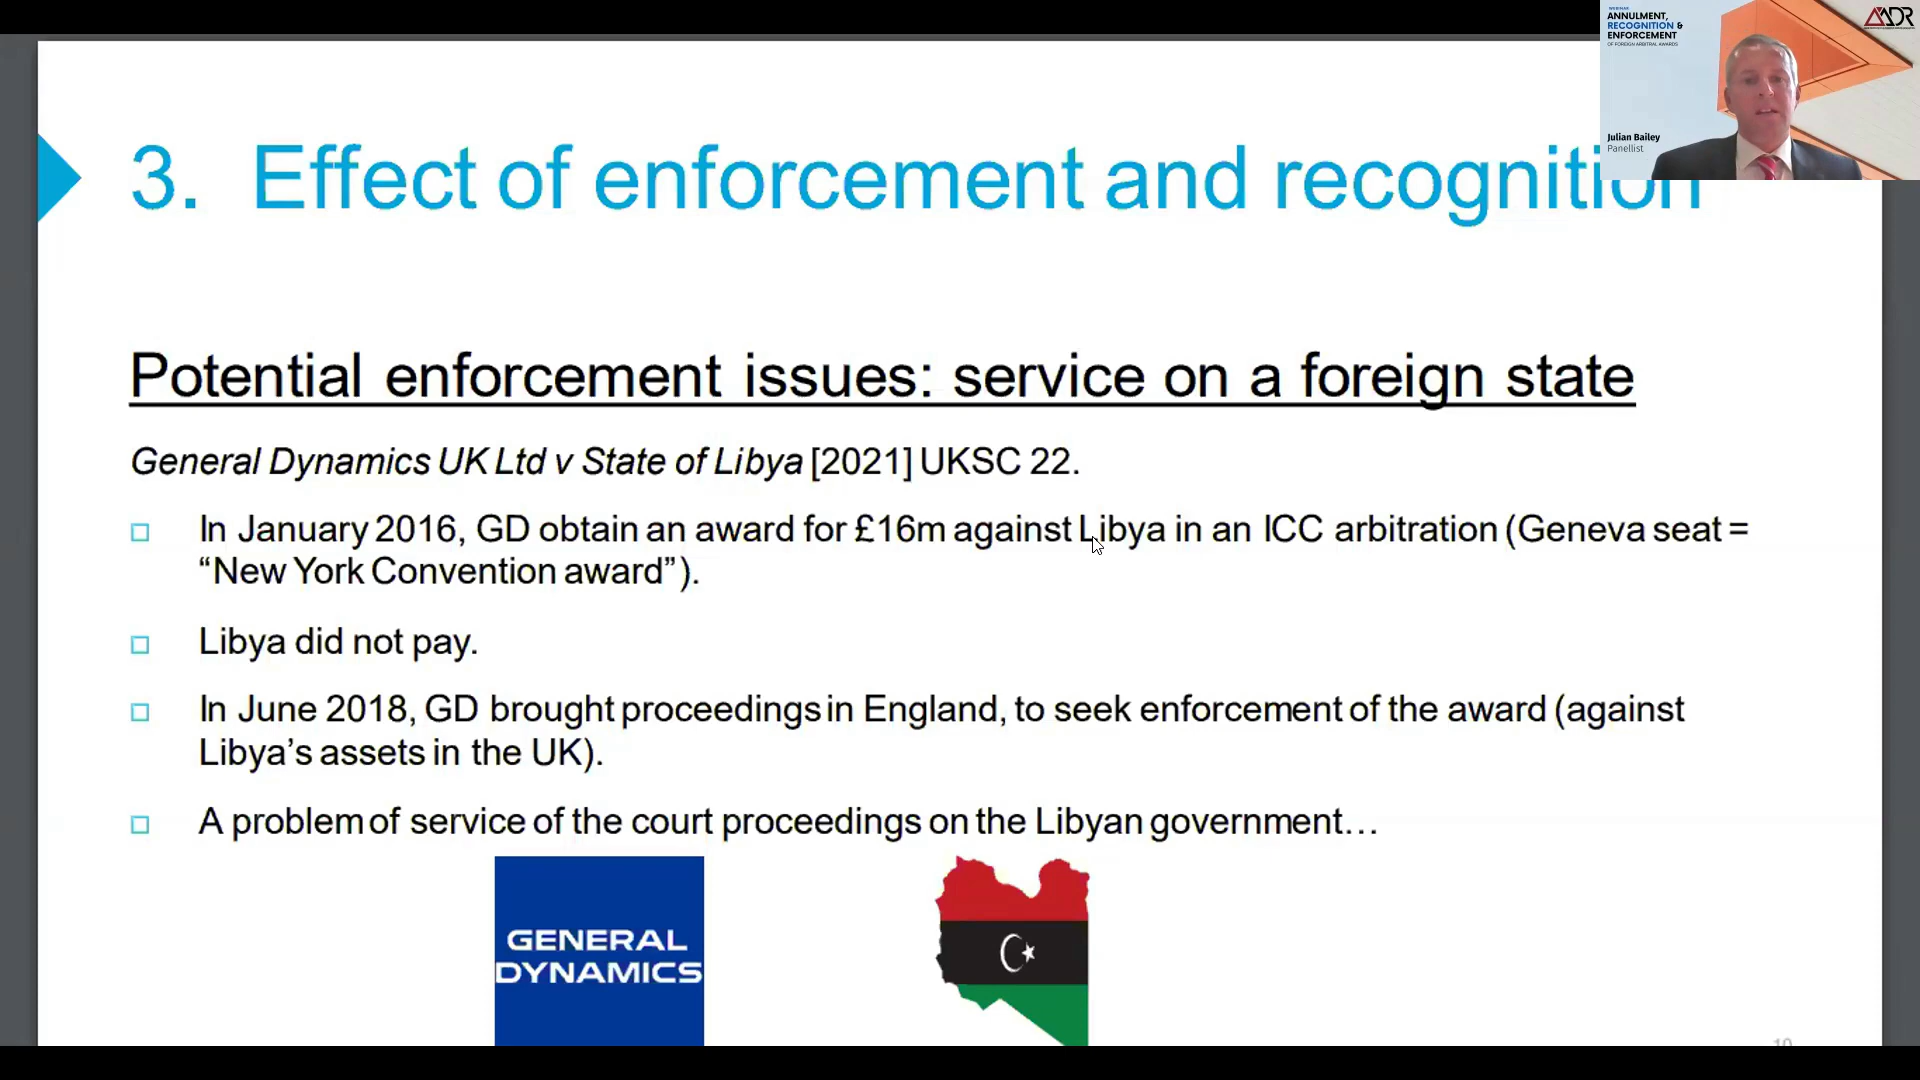 WEBINAR
ANNULMENT,
RECOGNITION &
ENFORCEMENT
OF FOREIGN ARBITRAL AWARDS
Julian Bailey
Panellist
3. Effect of enforcement and recognition
Potential enforcement issues: service on a foreign state
General Dynamics UK Ltd v State of Libya [2021] UKSC 22.
In January 2016, GD obtain an award for £16m against Libya in an ICC arbitration (Geneva seat =
“New York Convention award”).
Libya did not pay.
In June 2018, GD brought proceedings in England, to seek enforcement of the award (against
Libya’s assets in the UK).
A problem of service of the court proceedings on the Libyan government…
GENERAL
DYNAMICS